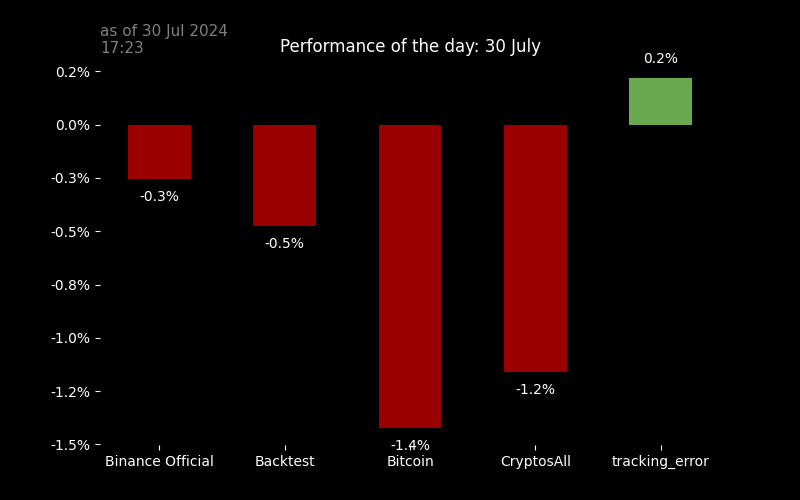 as of 30 Jul 2024
17:23
Performance of the day: 30 July
0.2%
0.2%
0.0%
-0.3%
-0.3%
-0.5%
-0.5%
-0.8%
-1.0%
-1.2%
-1.2%
-1.5%
-1.4%
Binance Official
Backtest
Bitcoin
CryptosAll
tracking_error